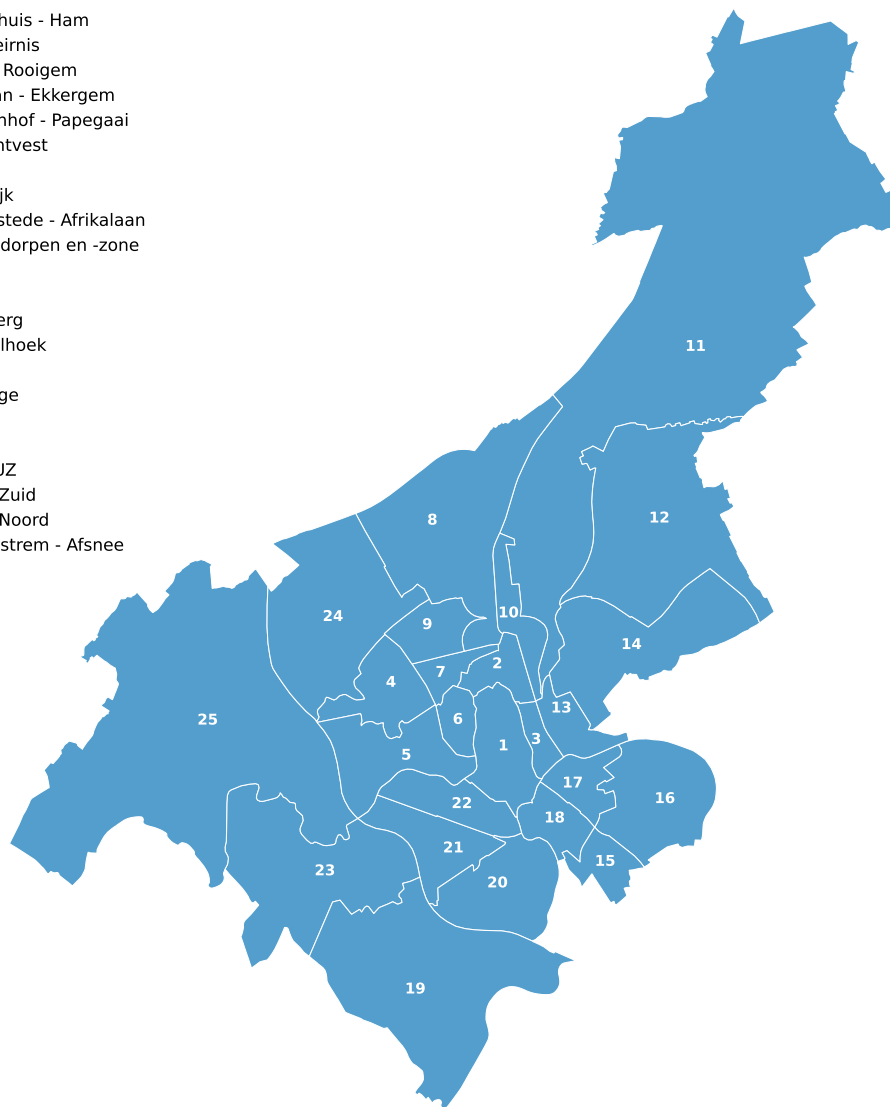 huis - Ham
eirnis
Rooigem
an - Ekkergem
nhof - Papegaai
ntvest
ijk
stede - Afrikalaan
dorpen en -zone
erg
lhoek
ge
UZ
Zuid
Noord
strem - Afsnee
11
8
12
10
24
9
14
2
7
4
25
13
6
3
1
5
17
16
22
18
21
15
23
20
19